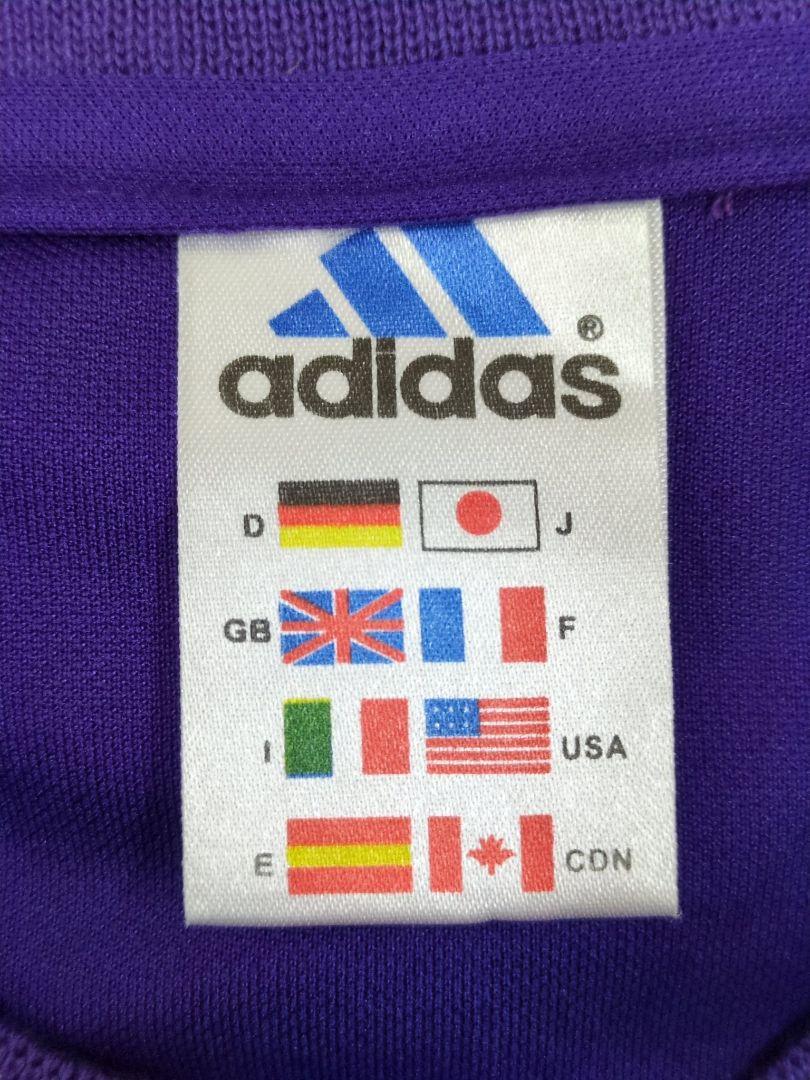 adidas®
D J
GB F
I USA
E CDN